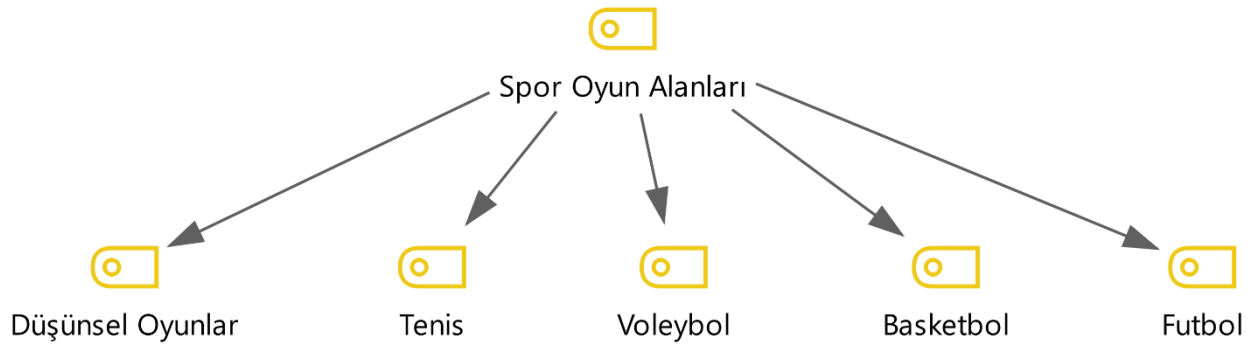 Spor Oyun Alanları
Düşünsel Oyunlar
Tenis
Voleybol
Basketbol
Futbol